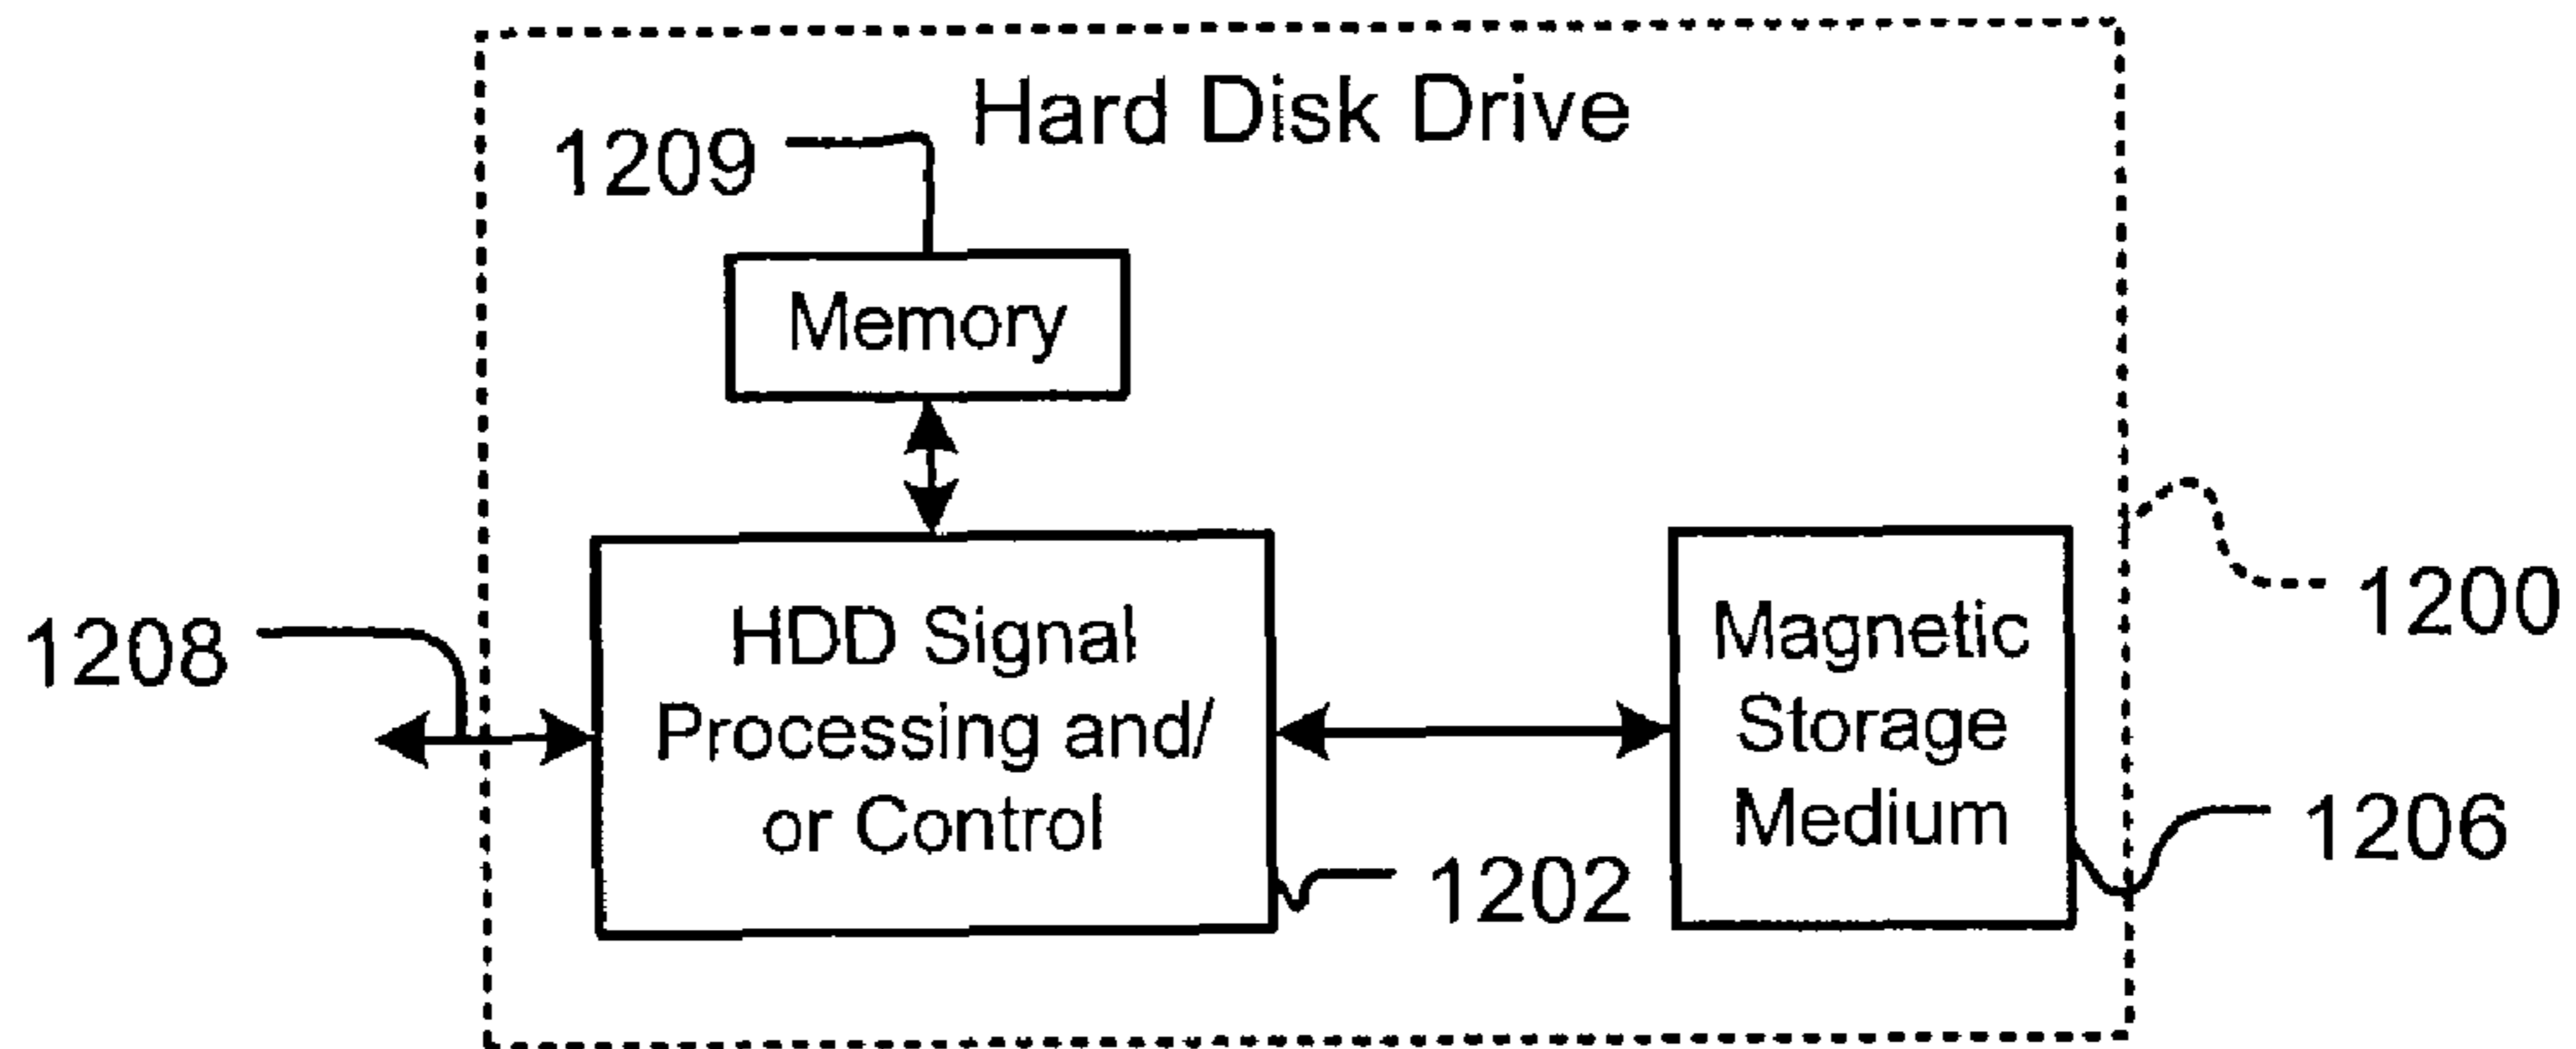 Hard Disk Drive
1209
Memory
1208
HDD Signal
Processing and/
or Control
1202
Magnetic
Storage
Medium
1200
1206